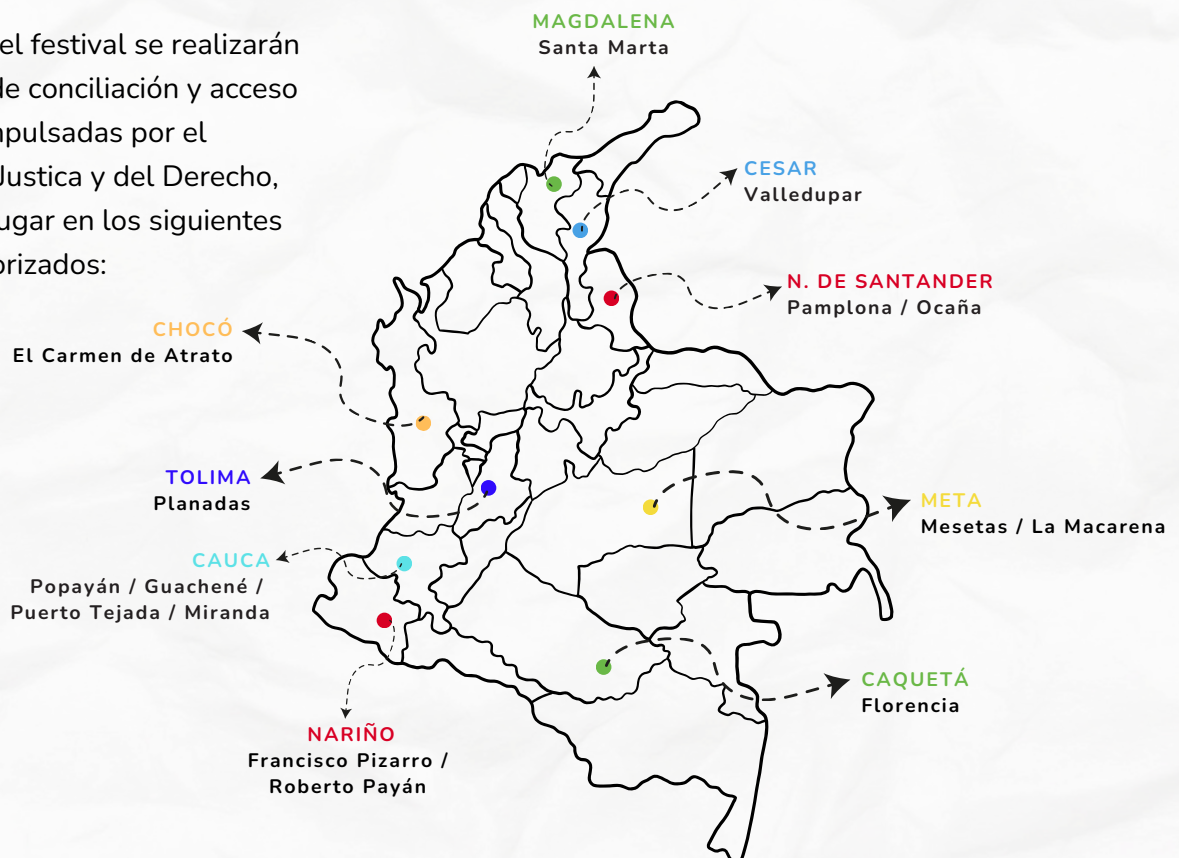 el festival se realizarán
de conciliación y acceso
mpulsadas por el
Justica y del Derecho,
ugar en los siguientes
orizados:
MAGDALENA
Santa Marta
CESAR
Valledupar
N. DE SANTANDER
Pamplona / Ocaña
CHOCÓ
El Carmen de Atrato
TOLIMA
Planadas
META
Mesetas / La Macarena
CAUCA
Popayán / Guachené /
Puerto Tejada / Miranda
CAQUETÁ
Florencia
NARIÑO
Francisco Pizarro /
Roberto Payán